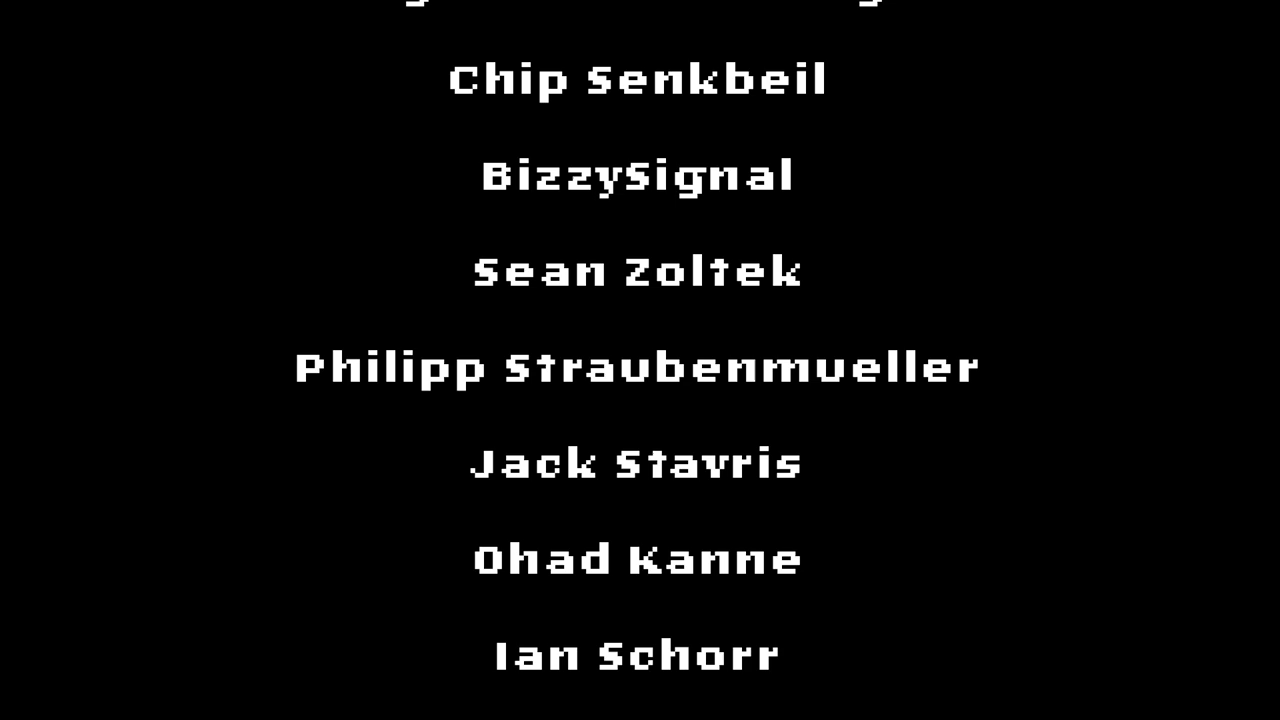 Chip Senkbeil
BizzySignal
Sean Zoltek
Philipp Straubenmueller
Jack Stavris
Ohad Kanne
Ian Schorr